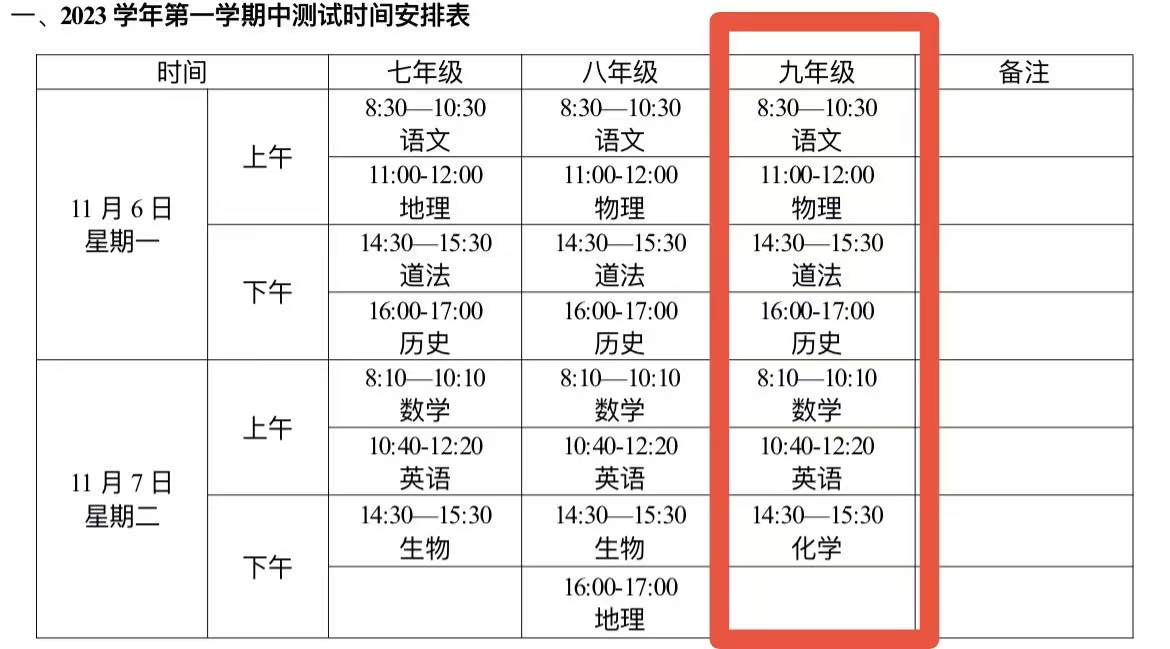 一、2023 学年第一学期中测试时间安排表
时间 七年级 八年级 九年级 备注
11 月 6 日
星期一
上午
8:30—10:30 8:30—10:30 8:30—10:30
语文 语文 语文
11:00-12:00 11:00-12:00 11:00-12:00
地理 物理 物理
下午
14:30—15:30 14:30—15:30 14:30—15:30
道法 道法 道法
16:00-17:00 16:00-17:00 16:00-17:00
历史 历史 历史
11 月 7 日
星期二
上午
8:10—10:10 8:10—10:10 8:10—10:10
数学 数学 数学
10:40-12:20 10:40-12:20 10:40-12:20
英语 英语 英语
下午
14:30—15:30 14:30—15:30 14:30—15:30
生物 生物 化学
16:00-17:00
地理